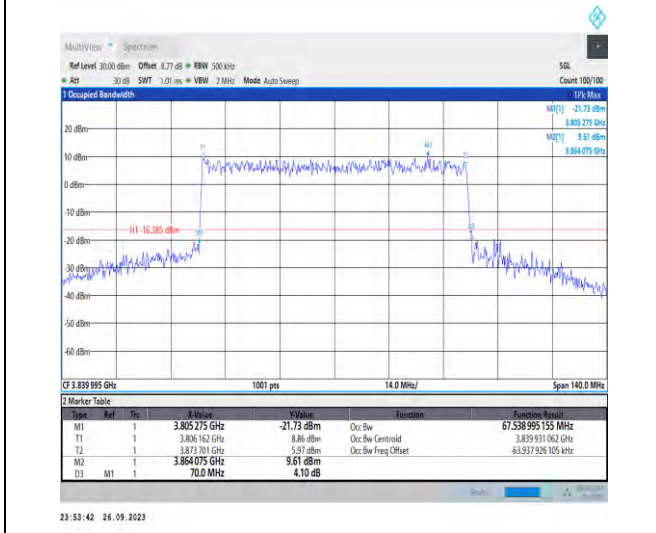 MultiView Spectrum
Ref Level 30.00 dBm Offset 8.77 dB RBW 500 kHz SGL
Att 30 dB SWT 1.01 ms VBW 2 MHz Mode Auto Sweep Count 100/100
1 Occupied Bandwidth 1Pk Max
M1[1] -21.73 dBm
3.805 275 GHz
20 dBm
M2[1] 9.61 dBm
3.864 075 GHz
T1 M2 T2
10 dBm
0 dBm
-10 dBm
H1 -16.385 dBm
-20 dBm
-30 dBm
-40 dBm
-50 dBm
-60 dBm
CF 3.839 995 GHz 1001 pts 14.0 MHz/ Span 140.0 MHz
2 Marker Table
Type Ref Trc X-Value Y-Value Function Function Result
M1 1 3.805 275 GHz -21.73 dBm Occ Bw 67.538 995 155 MHz
T1 1 3.806 162 GHz 8.86 dBm Occ Bw Centroid 3.839 931 062 GHz
T2 1 3.873 701 GHz 5.97 dBm Occ Bw Freq Offset -63.937 926 105 kHz
M2 1 3.864 075 GHz 9.61 dBm
D3 M1 1 70.0 MHz 4.10 dB
23:53:42 26.09.2023